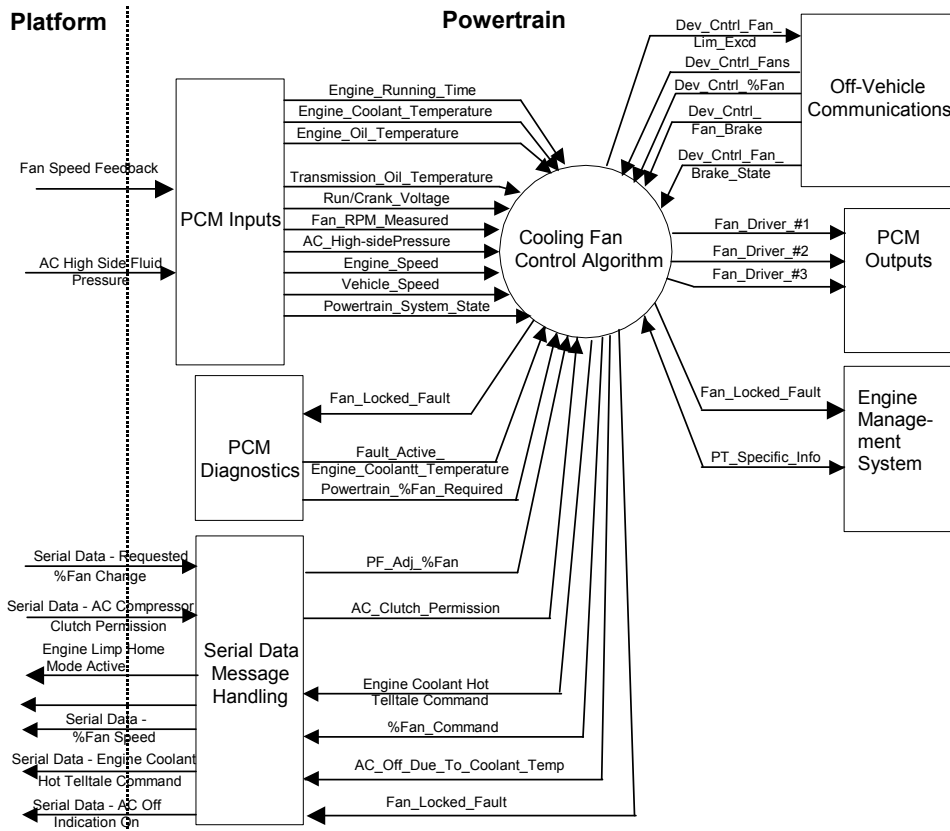 Platform
Powertrain
Fan Speed Feedback
AC High Side Fluid
Pressure
PCM Inputs
Engine_Running_Time
Engine_Coolant_Temperature
Engine_Oil_Temperature
Transmission_Oil_Temperature
Run/Crank_Voltage
Fan_RPM_Measured
AC_High-sidePressure
Engine_Speed
Vehicle_Speed
Powertrain_System_State
Cooling Fan
Control Algorithm
Dev_Cntrl_Fan_
Lim_Excd
Dev_Cntrl_Fans
Dev_Cntrl_%Fan
Dev_Cntrl_
Fan_Brake
Dev_Cntrl_Fan_
Brake_State
Off-Vehicle
Communications
Fan_Driver_#1
Fan_Driver_#2
Fan_Driver_#3
PCM
Outputs
Fan_Locked_Fault
PT_Specific_Info
Engine
Manage-
ment
System
PCM
Diagnostics
Fan_Locked_Fault
Fault_Active_
Engine_Coolantt_Temperature
Powertrain_%Fan_Required
Serial Data - Requested
%Fan Change
Serial Data - AC Compressor
Clutch Permission
Engine Limp Home
Mode Active
Serial Data -
%Fan Speed
Serial Data - Engine Coolant
Hot Telltale Command
Serial Data - AC Off
Indication On
Serial Data
Message
Handling
PF_Adj_%Fan
AC_Clutch_Permission
Engine Coolant Hot
Telltale Command
%Fan_Command
AC_Off_Due_To_Coolant_Temp
Fan_Locked_Fault